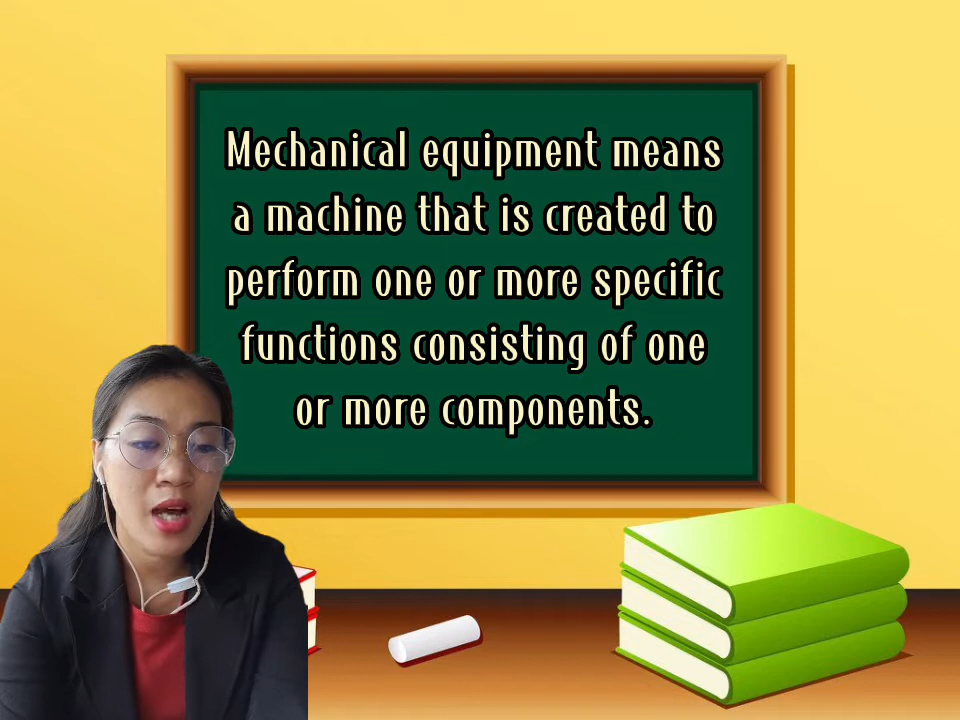 Mechanical equipment means
a machine that is created to
perform one or more specific
functions consisting of one
or more components.